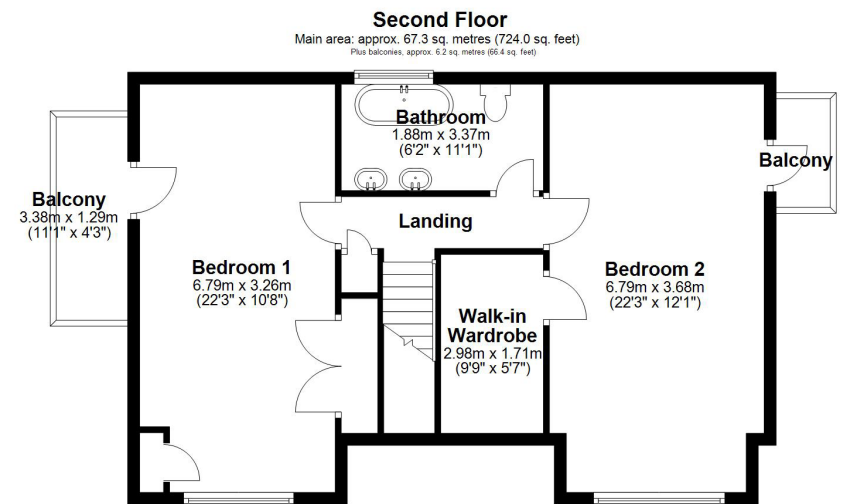 Second Floor
Main area: approx. 67.3 sq. metres (724.0 sq. feet)
Plus balconies, approx. 6.2 sq. metres (66.4 sq. feet)
Bathroom
1.88m x 3.37m
(6'2" x 11'1")
Balcony
Balcony
3.38m x 1.29m
(11'1" x 4'3")
Landing
Bedroom 1
6.79m x 3.26m
(22'3" x 10'8")
Bedroom 2
6.79m x 3.68m
(22'3" x 12'1")
Walk-in
Wardrobe
2.98m x 1.71m
(9'9" x 5'7")